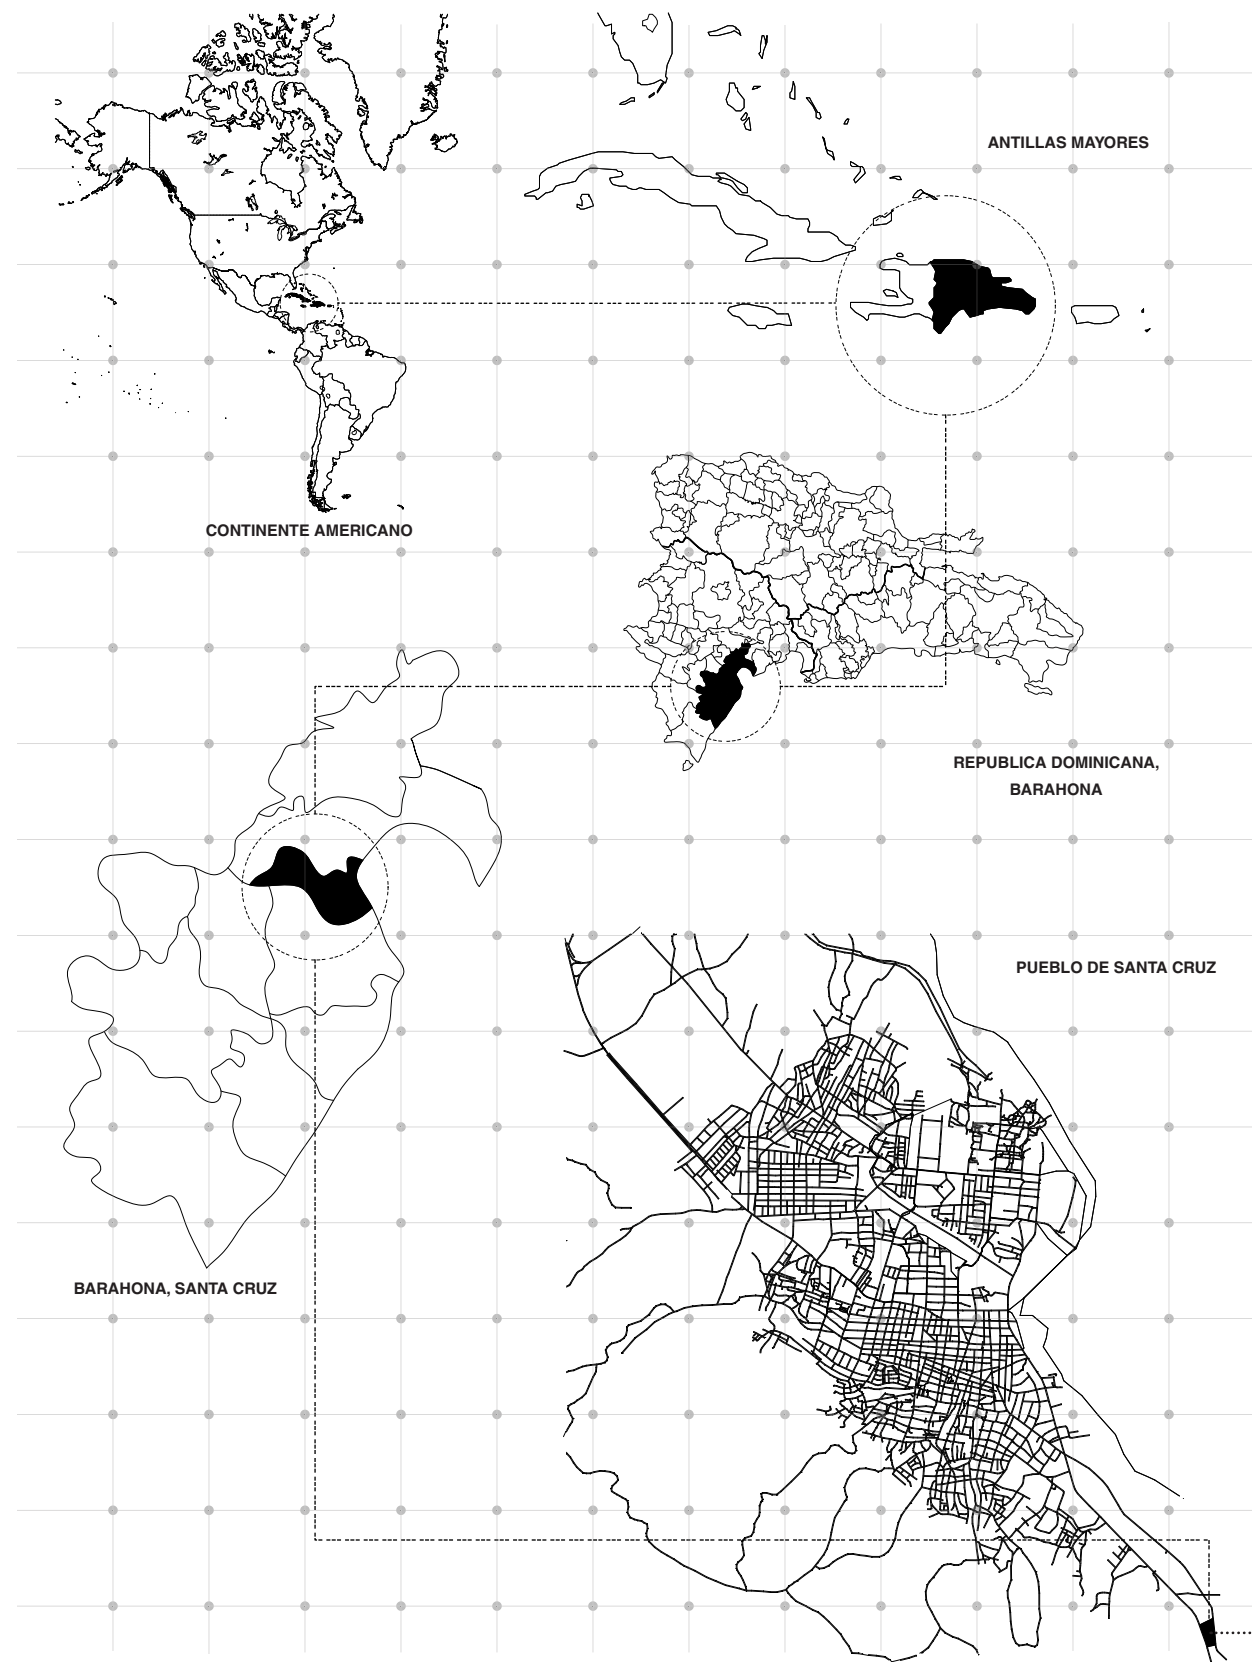 ANTILLAS MAYORES
CONTINENTE AMERICANO
REPUBLICA DOMINICANA,
BARAHONA
PUEBLO DE SANTA CRUZ
BARAHONA, SANTA CRUZ